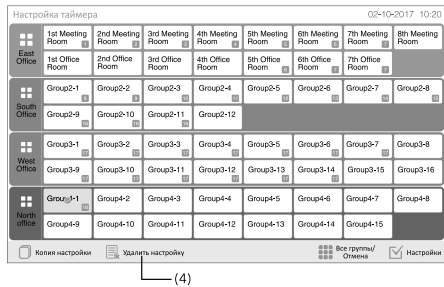 Настройка таймера 02-10-2017 10:20
East Office
1st Meeting Room 2nd Meeting Room 3rd Meeting Room 4th Meeting Room 5th Meeting Room 6th Meeting Room 7th Meeting Room 8th Meeting Room
1st Office Room 2nd Office Room 3rd Office Room 4th Office Room 5th Office Room 6th Office Room 7th Office Room
South Office
Group2-1 Group2-2 Group2-3 Group2-4 Group2-5 Group2-6 Group2-7 Group2-8
Group2-9 Group2-10 Group2-11 Group2-12
West Office
Group3-1 Group3-2 Group3-3 Group3-4 Group3-5 Group3-6 Group3-7 Group3-8
Group3-9 Group3-10 Group3-11 Group3-12 Group3-13 Group3-14 Group3-15 Group3-16
North office
Group4-2 Group4-3 Group4-4 Group4-5 Group4-6 Group4-7 Group4-8
Group4-9 Group4-10 Group4-11 Group4-12 Group4-13 Group4-14 Group4-15
Копия настройки Удалить настройку Все группы/ Отмена Настройки
(4)